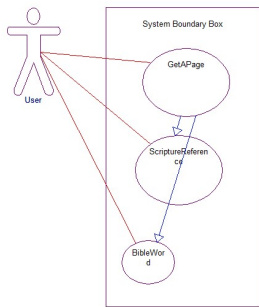 System Boundary Box
GetAPage
User
ScriptureReferen
ce
BibleWor
d